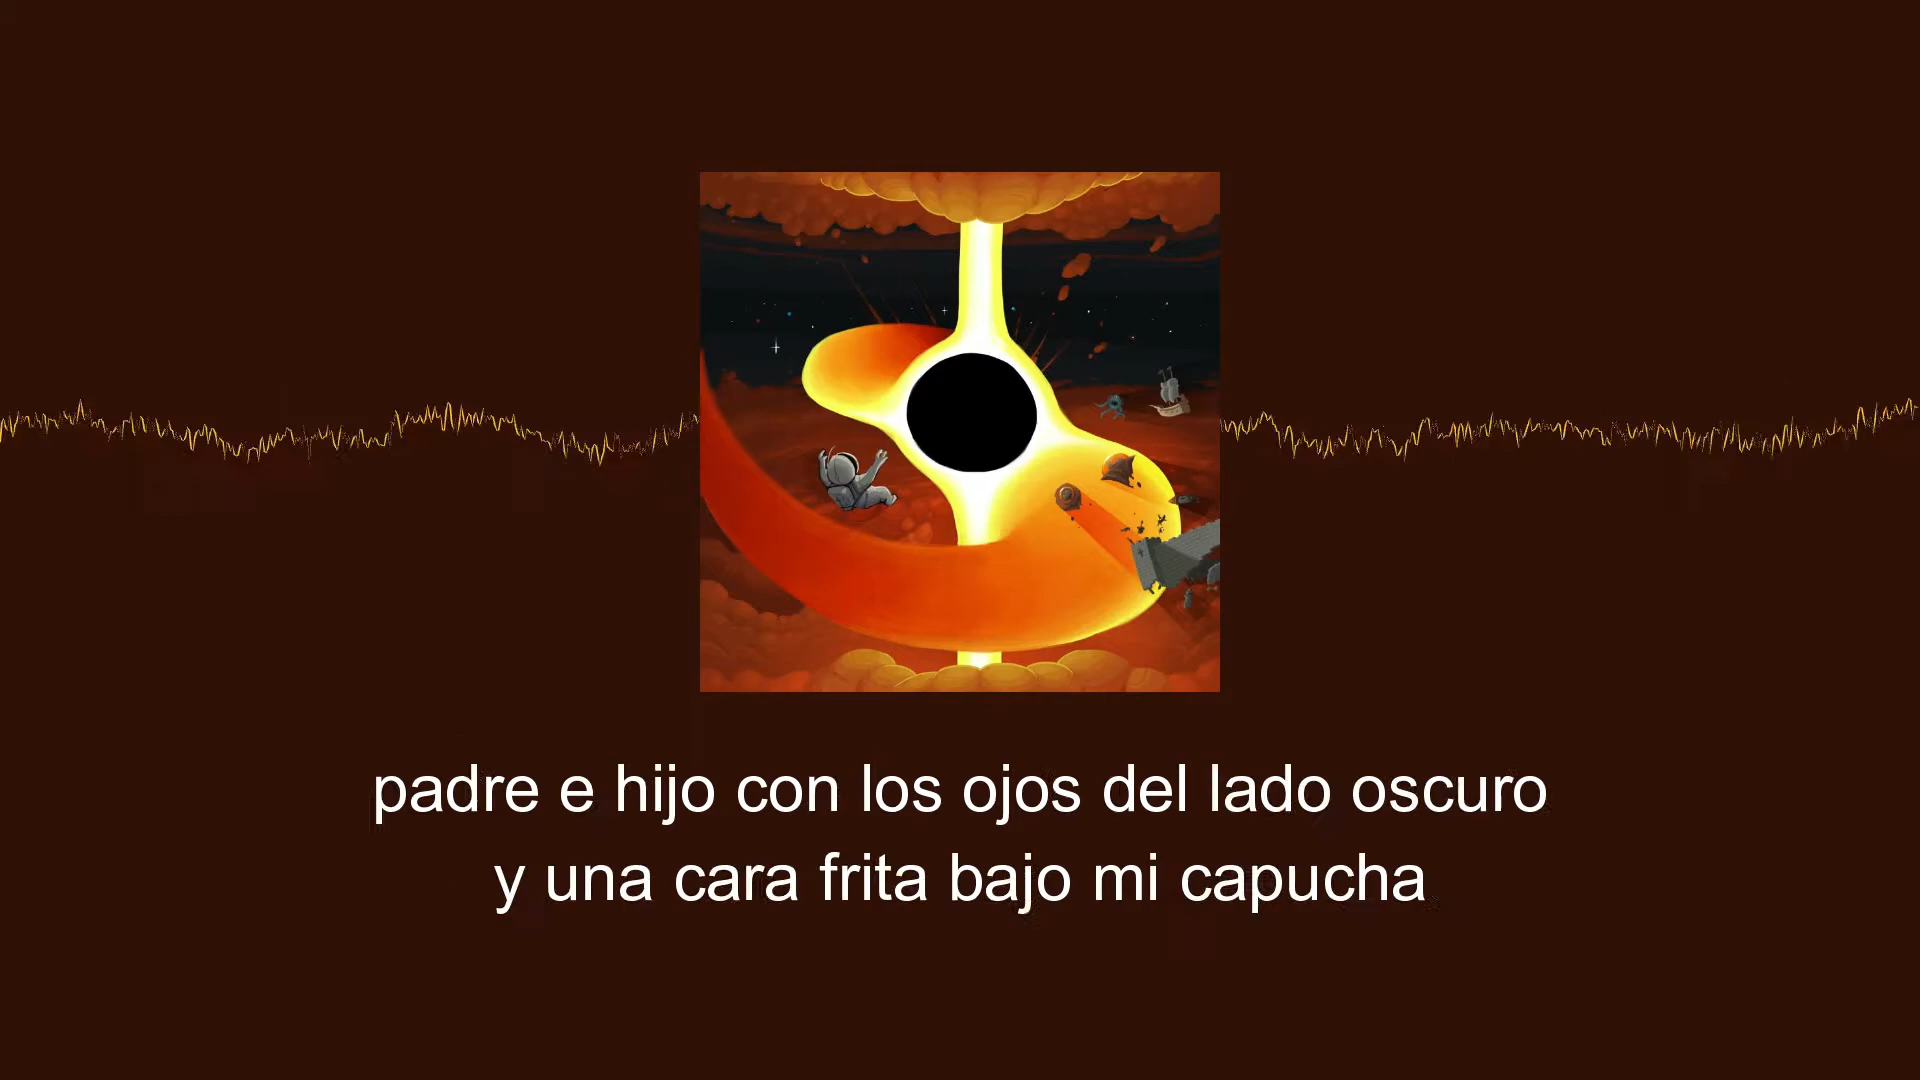 padre e hijo con los ojos del lado oscuro
y una cara frita bajo mi capucha